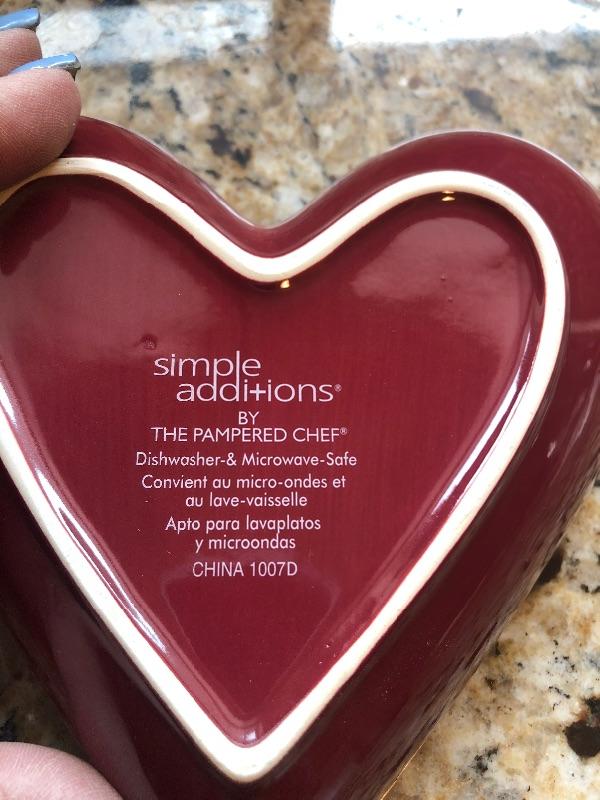 simple
additions®
BY
THE PAMPERED CHEF®
Dishwasher-& Microwave-Safe
Convient au micro-ondes et
au lave-vaisselle
Apto para lavaplatos
y microondas
CHINA 1007D